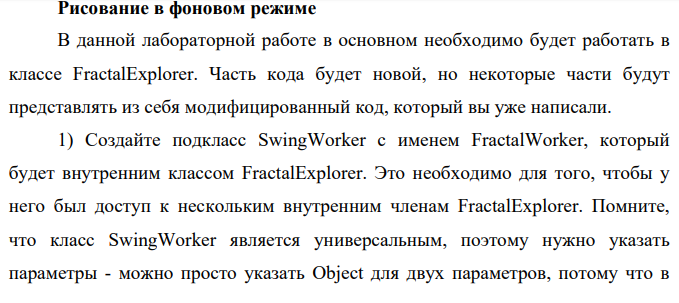 Рисование в фоновом режиме
В данной лабораторной работе в основном необходимо будет работать в
классе FractalExplorer. Часть кода будет новой, но некоторые части будут
представлять из себя модифицированный код, который вы уже написали.
1) Создайте подкласс SwingWorker с именем FractalWorker, который
будет внутренним классом FractalExplorer. Это необходимо для того, чтобы у
него был доступ к нескольким внутренним членам FractalExplorer. Помните,
что класс SwingWorker является универсальным, поэтому нужно указать
параметры - можно просто указать Object для двух параметров, потому что в